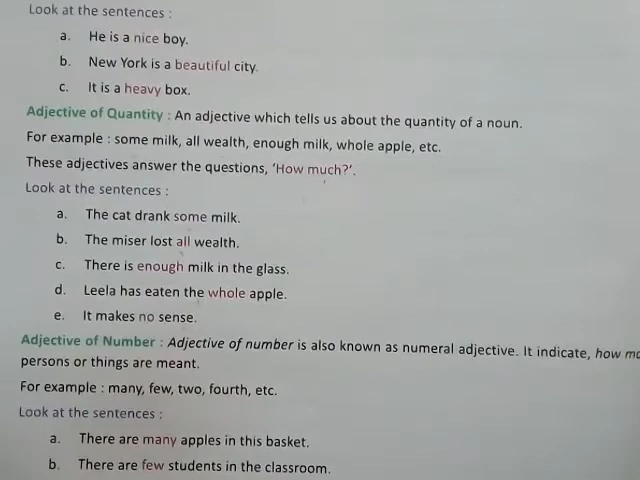 Look at the sentences :
a. He is a nice boy.
b. New York is a beautiful city.
c. It is a heavy box.
Adjective of Quantity : An adjective which tells us about the quantity of a noun.
For example : some milk, all wealth, enough milk, whole apple, etc.
These adjectives answer the questions, ‘How much?’.
Look at the sentences :
a. The cat drank some milk.
b. The miser lost all wealth.
c. There is enough milk in the glass.
d. Leela has eaten the whole apple.
e. It makes no sense.
Adjective of Number : Adjective of number is also known as numeral adjective. It indicate, how
persons or things are meant.
For example : many, few, two, fourth, etc.
Look at the sentences :
a. There are many apples in this basket.
b. There are few students in the classroom.